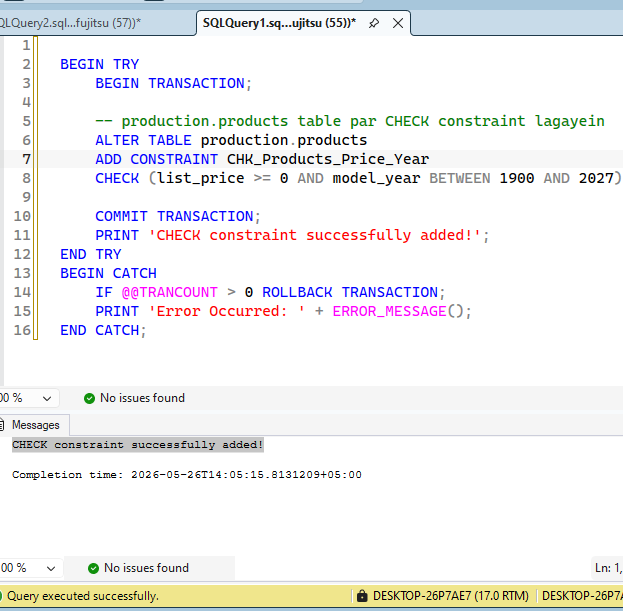 QLQuery2.sql...fujitsu (57))*
SQLQuery1.sq...ujitsu (55))*
1
2 BEGIN TRY
3 BEGIN TRANSACTION;
4
5 -- production.products table par CHECK constraint lagayein
6 ALTER TABLE production.products
7 ADD CONSTRAINT CHK_Products_Price_Year
8 CHECK (list_price >= 0 AND model_year BETWEEN 1900 AND 2027)
9
10 COMMIT TRANSACTION;
11 PRINT 'CHECK constraint successfully added!';
12 END TRY
13 BEGIN CATCH
14 IF @@TRANCOUNT > 0 ROLLBACK TRANSACTION;
15 PRINT 'Error Occurred: ' + ERROR_MESSAGE();
16 END CATCH;
00 % No issues found
Messages
CHECK constraint successfully added!
Completion time: 2026-05-26T14:05:15.8131209+05:00
00 % No issues found Ln: 1,
Query executed successfully. DESKTOP-26P7AE7 (17.0 RTM) DESKTOP-26P7A